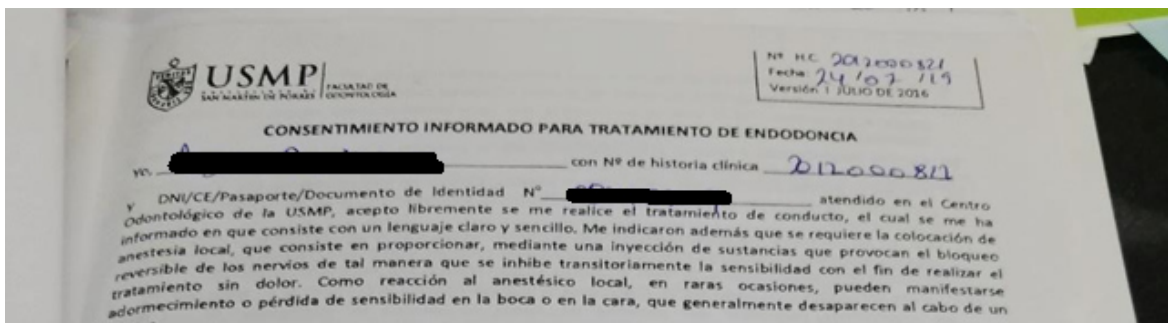 USMP
SAN MARTIN DE PORRES
FACULTAD DE
ODONTOLOGÍA
Nº H.C. 2012000821
Fecha: 24/07/19
Versión 1 JULIO DE 2016
CONSENTIMIENTO INFORMADO PARA TRATAMIENTO DE ENDODONCIA
yo, con Nº de historia clínica 2012000812
y DNI/CE/Pasaporte/Documento de Identidad Nº atendido en el Centro
Odontológico de la USMP, acepto libremente se me realice el tratamiento de conducto, el cual se me ha
informado en que consiste con un lenguaje claro y sencillo. Me indicaron además que se requiere la colocación de
anestesia local, que consiste en proporcionar, mediante una inyección de sustancias que provocan el bloqueo
reversible de los nervios de tal manera que se inhibe transitoriamente la sensibilidad con el fin de realizar el
tratamiento sin dolor. Como reacción al anestésico local, en raras ocasiones, pueden manifestarse
adormecimiento o pérdida de sensibilidad en la boca o en la cara, que generalmente desaparecen al cabo de un